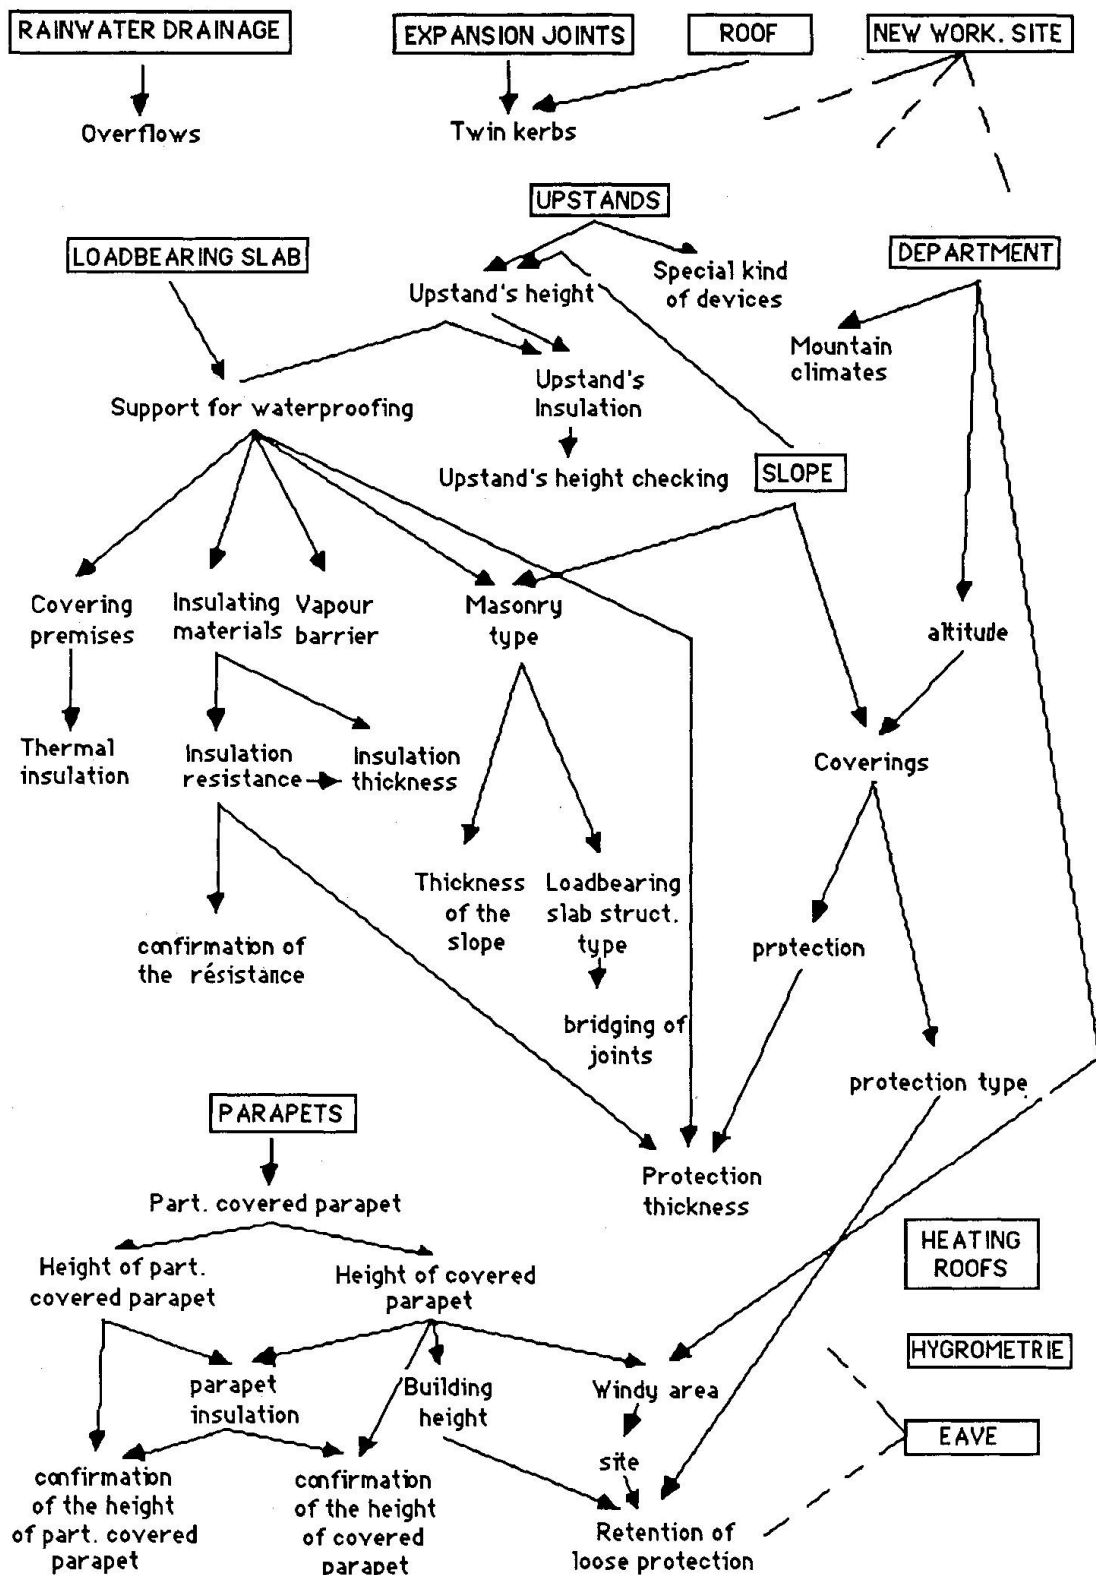 RAINWATER DRAINAGE
EXPANSION JOINTS
ROOF
NEW WORK. SITE
Overflows
Twin kerbs
UPSTANDS
LOADBEARING SLAB
DEPARTMENT
Special kind
of devices
Upstand's height
Mountain
climates
Upstand's
Insulation
Support for waterproofing
Upstand's height checking
SLOPE
Covering
premises
Insulating
materials
Vapour
barrier
Masonry
type
altitude
Thermal
insulation
Insulation
resistance
Insulation
thickness
Coverings
Thickness
of the
slope
Loadbearing
slab struct.
type
confirmation of
the résistance
protection
bridging of
joints
protection type
PARAPETS
Protection
thickness
Part. covered parapet
HEATING
ROOFS
Height of part.
covered parapet
Height of covered
parapet
HYGROMETRIE
parapet
insulation
Building
height
Windy area
EAVE
site
confirmation
of the height
of part. covered
parapet
confirmation
of the height
of covered
parapet
Retention of
loose protection